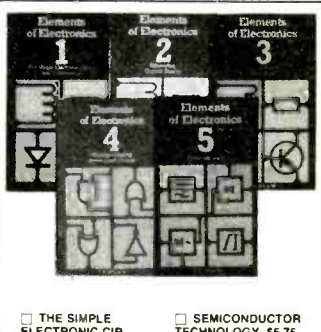 Elements
of Electronics
1
Elements
of Electronics
2
Elements
of Electronics
3
Elements
of Electronics
4
Elements
of Electronics
5
THE SIMPLE
ELECTRONIC CIR
SEMICONDUCTOR
TECHNOLOGY $5.75